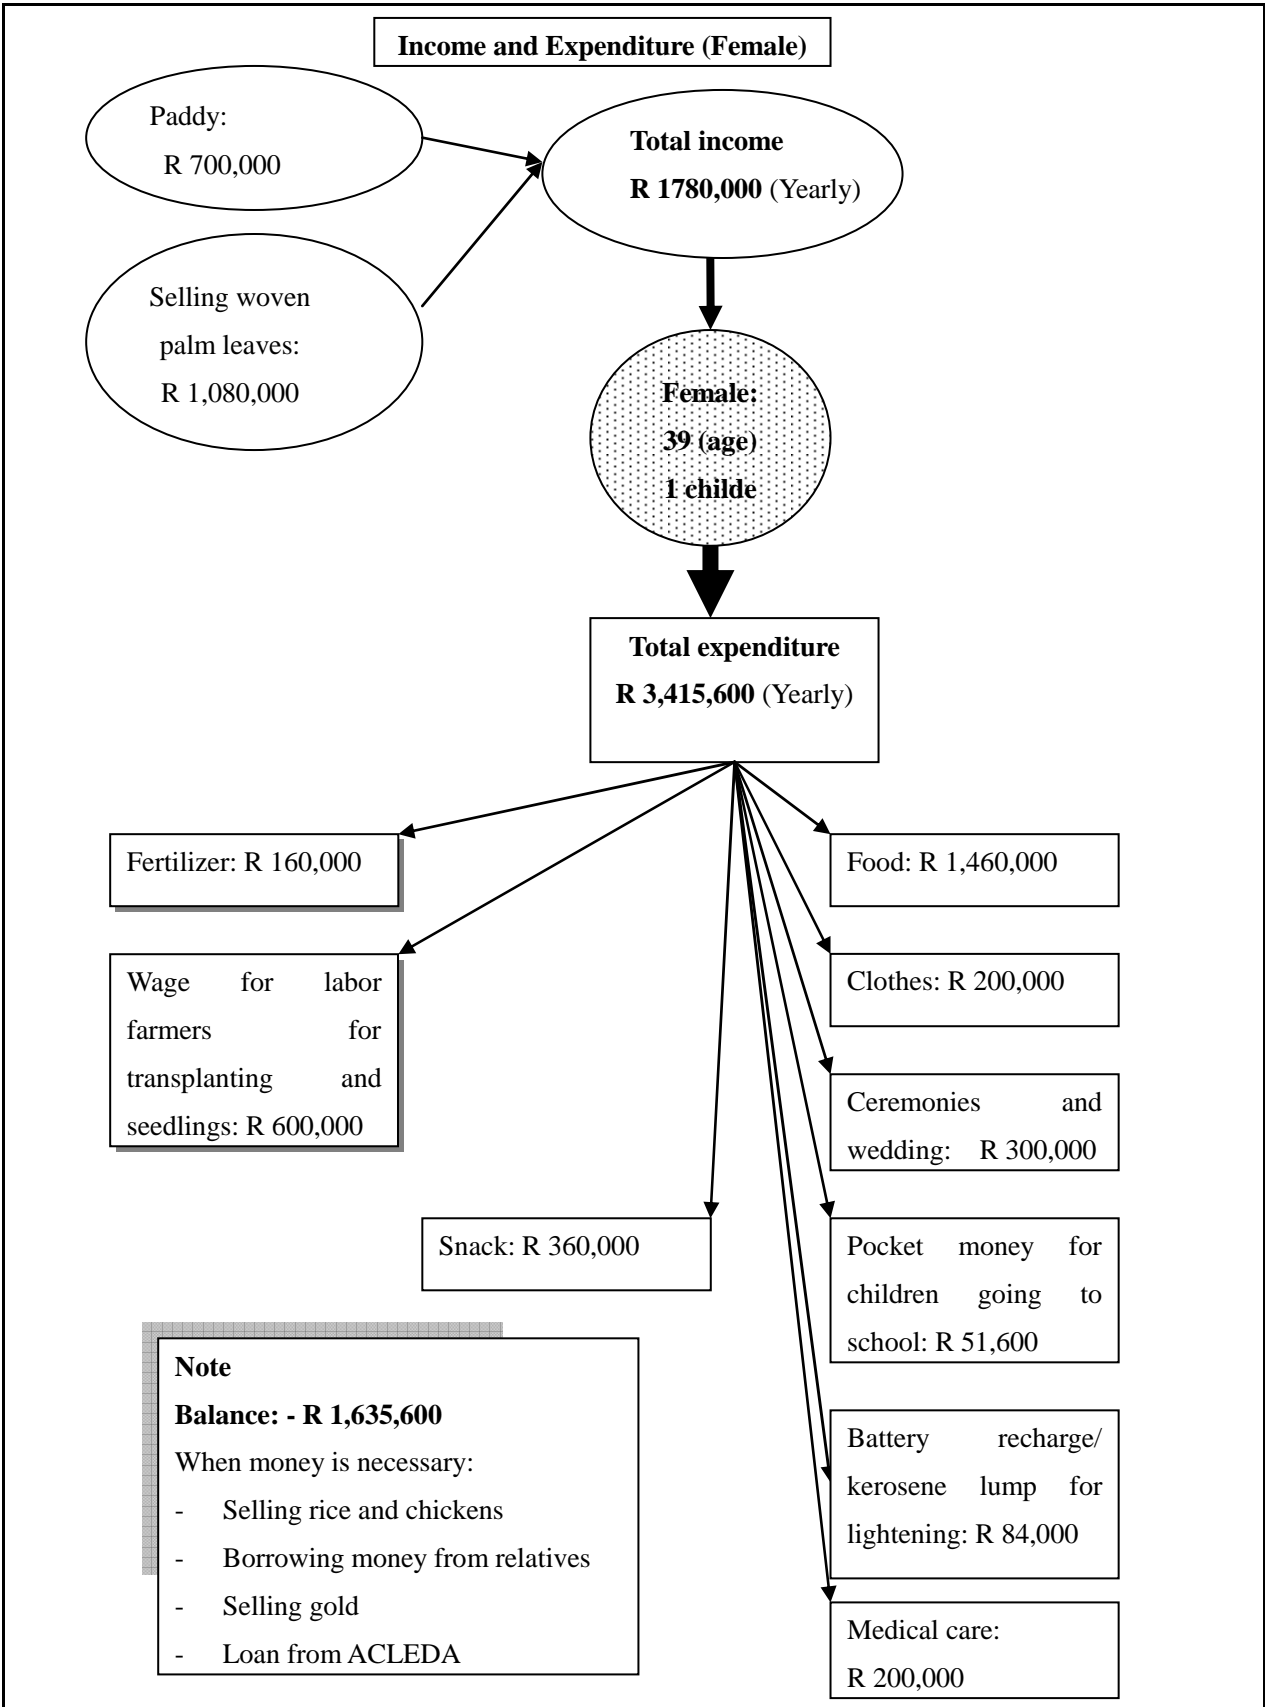 Income and Expenditure (Female)
Paddy:
R 700,000
Total income
R 1780,000 (Yearly)
Selling woven
palm leaves:
R 1,080,000
Female:
39 (age)
1 childe
Total expenditure
R 3,415,600 (Yearly)
Fertilizer: R 160,000
Food: R 1,460,000
Wage for labor
farmers for
transplanting and
seedlings: R 600,000
Clothes: R 200,000
Ceremonies and
wedding: R 300,000
Snack: R 360,000
Pocket money for
children going to
school: R 51,600
Note
Balance: - R 1,635,600
When money is necessary:
- Selling rice and chickens
- Borrowing money from relatives
- Selling gold
- Loan from ACLEDA
Battery recharge/
kerosene lump for
lightening: R 84,000
Medical care:
R 200,000